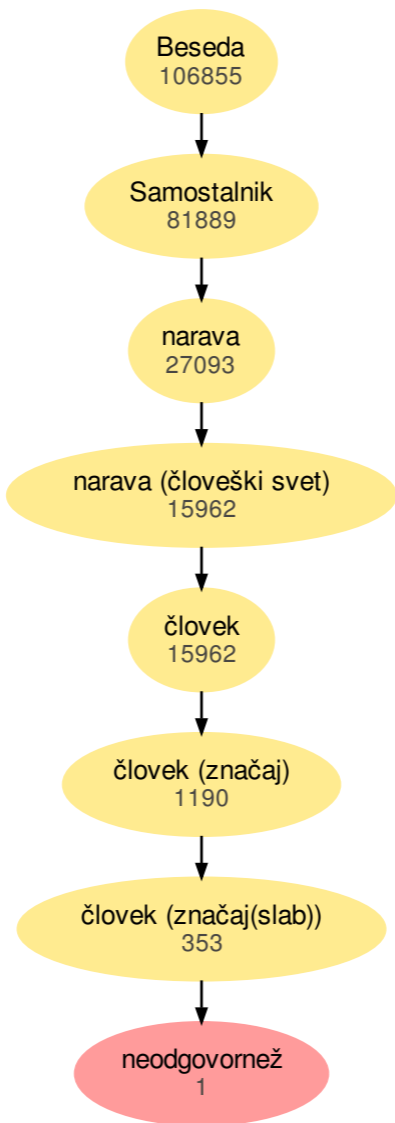 Beseda
106855
Samostalnik
81889
narava
27093
narava (človeški svet)
15962
človek
15962
človek (značaj)
1190
človek (značaj(slab))
353
neodgovornež
1